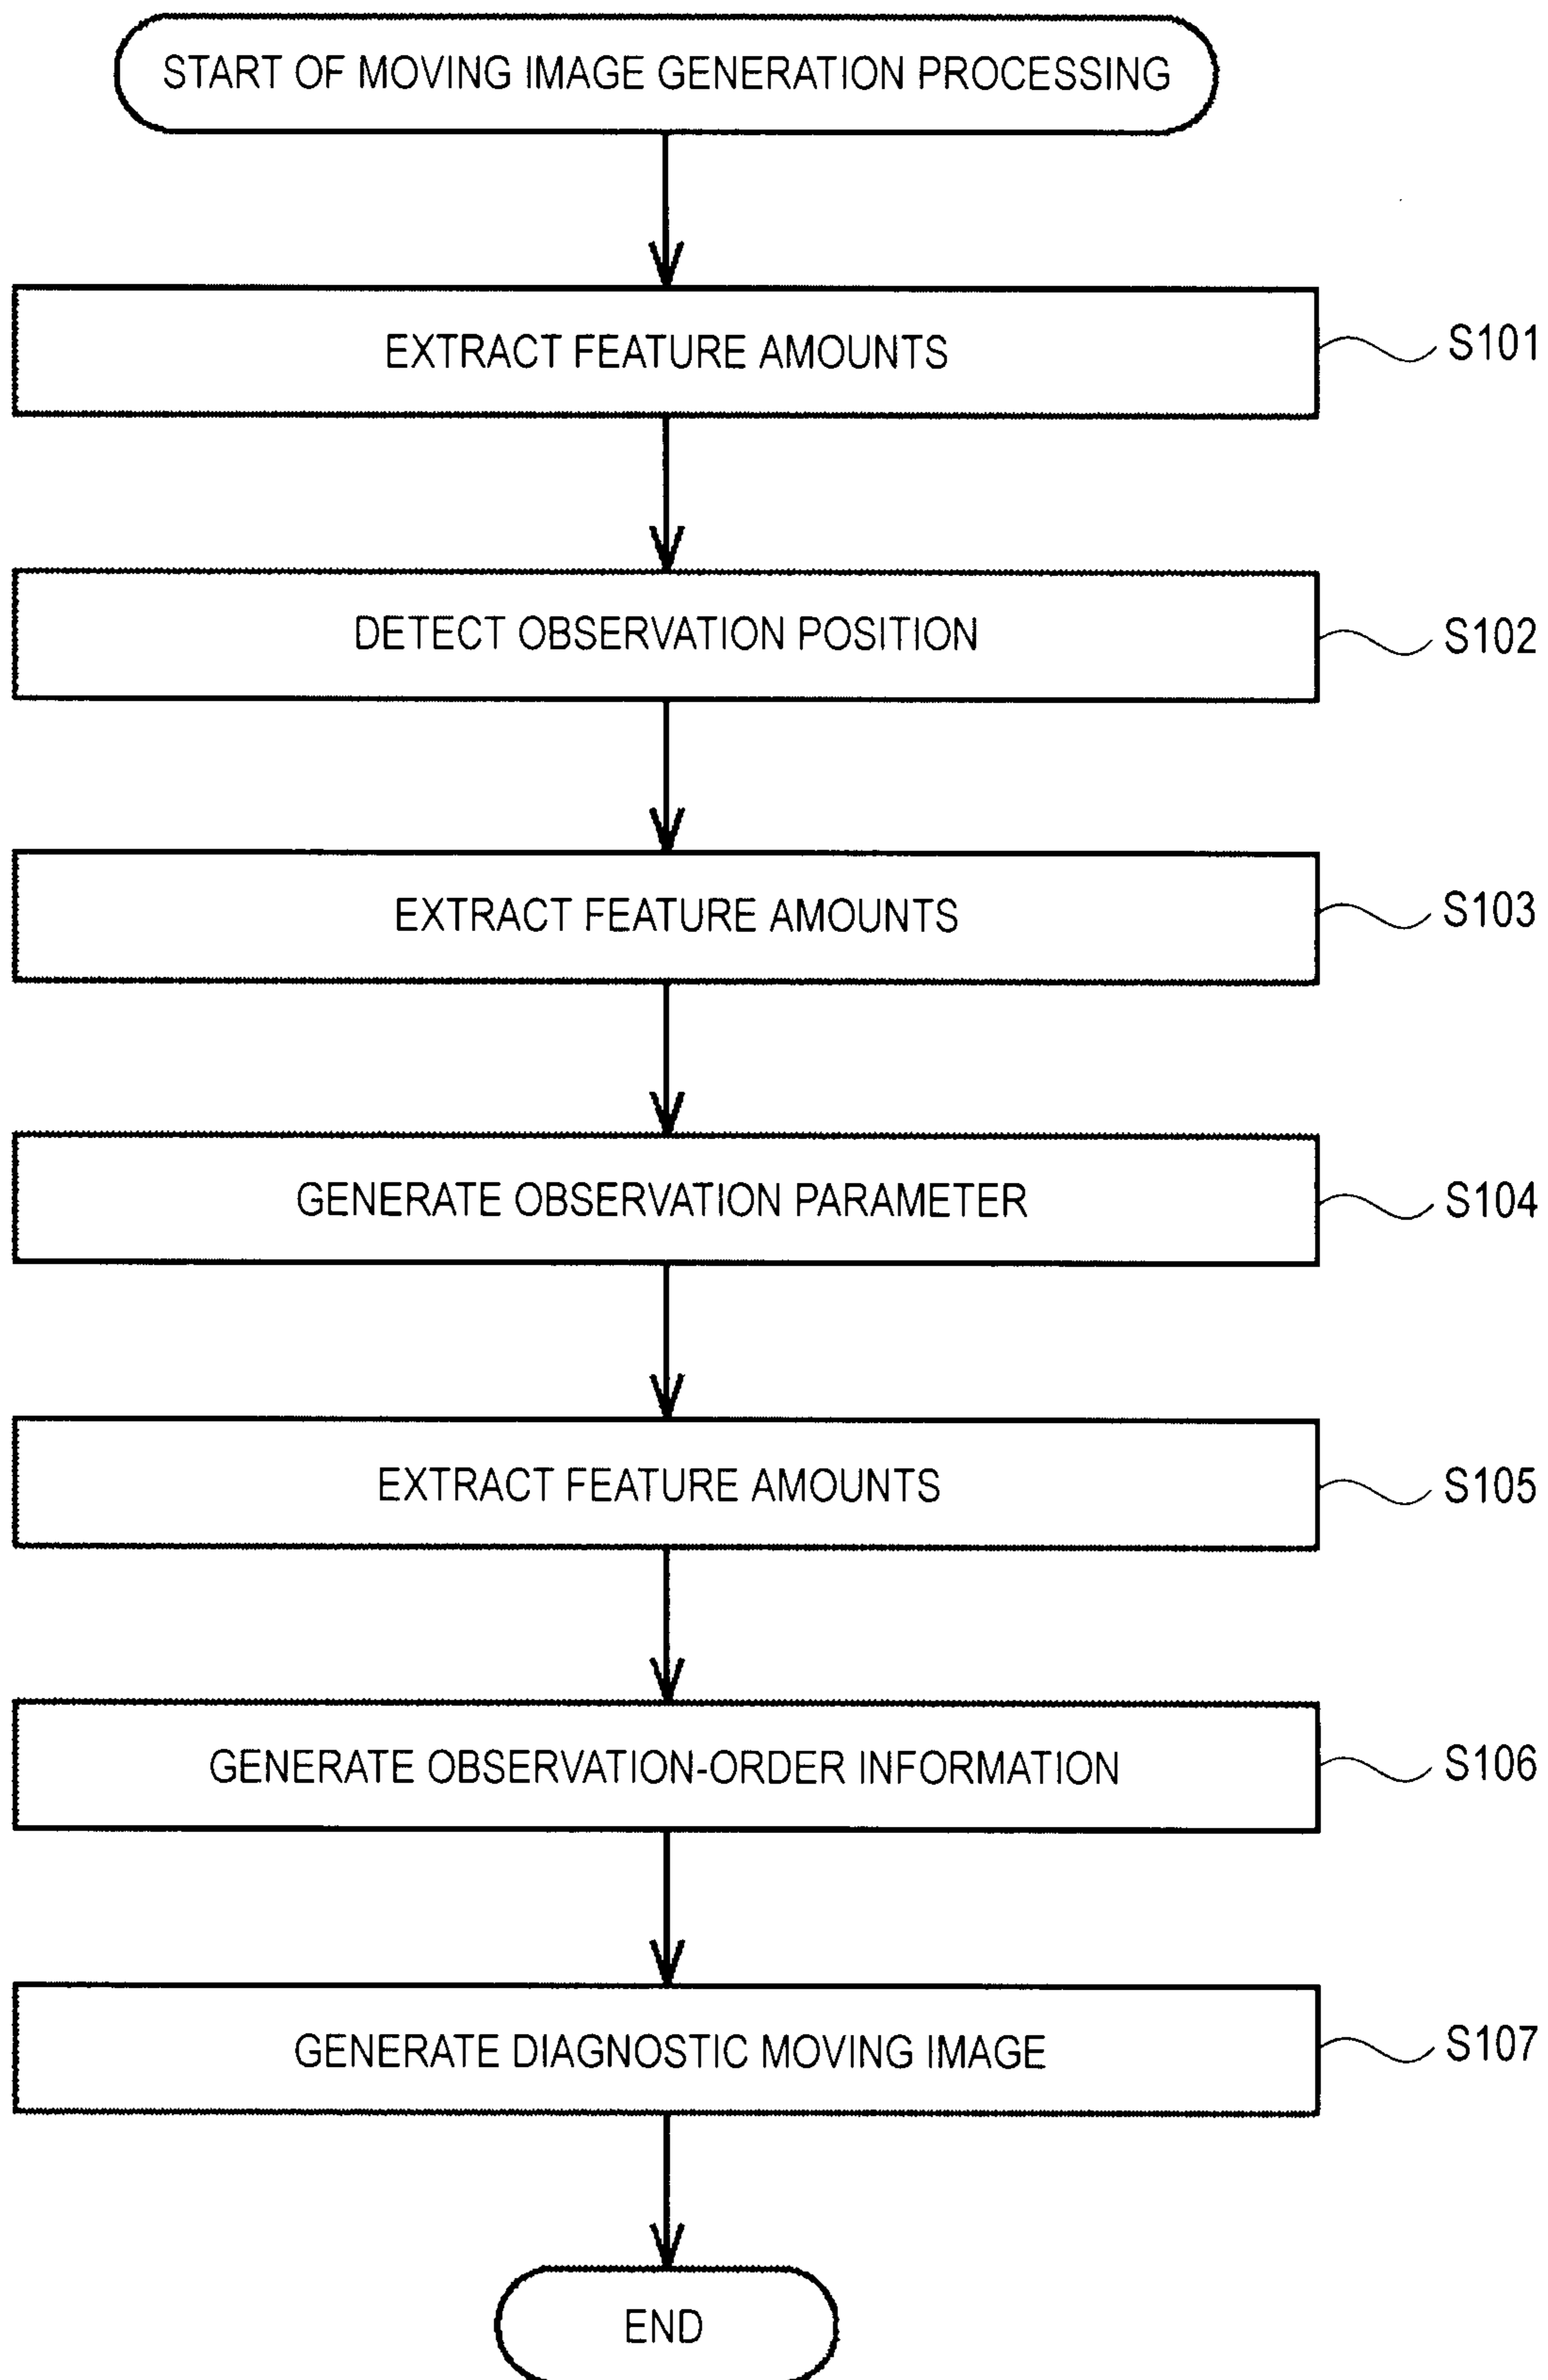 START OF MOVING IMAGE GENERATION PROCESSING
EXTRACT FEATURE AMOUNTS
S101
DETECT OBSERVATION POSITION
S102
EXTRACT FEATURE AMOUNTS
S103
GENERATE OBSERVATION PARAMETER
S104
EXTRACT FEATURE AMOUNTS
S105
GENERATE OBSERVATION-ORDER INFORMATION
S106
GENERATE DIAGNOSTIC MOVING IMAGE
S107
END